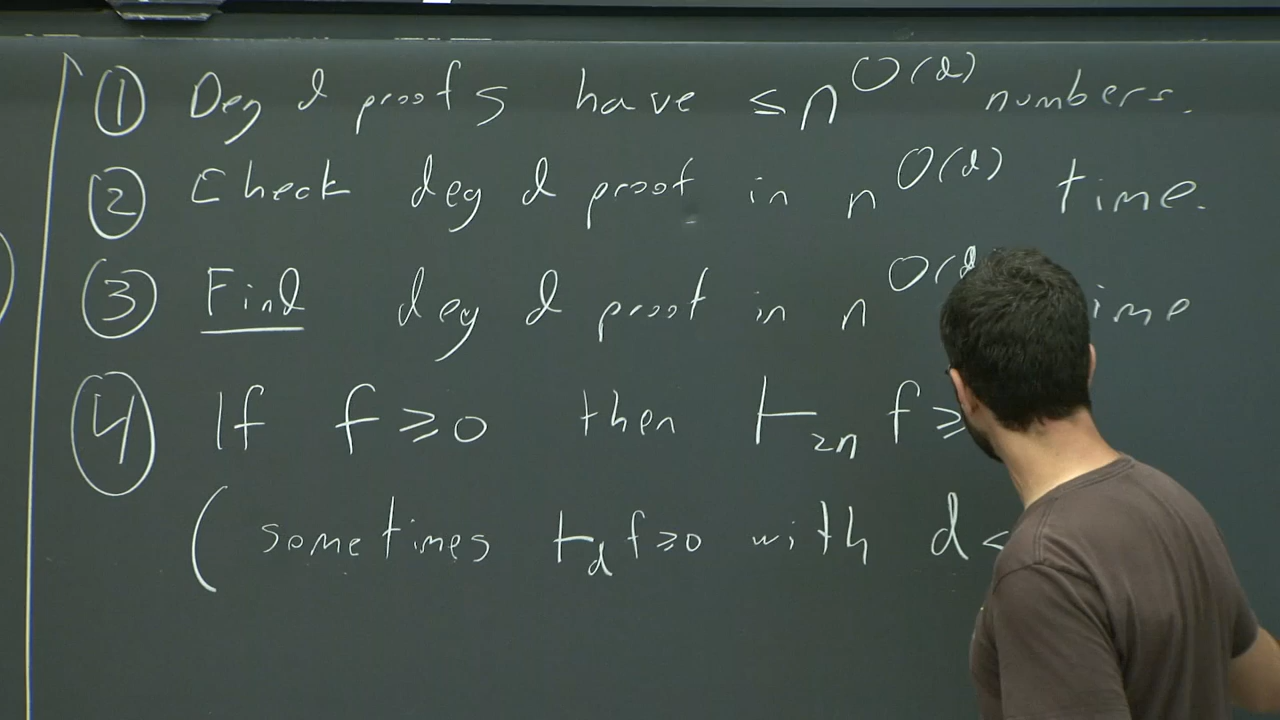 ① Deg d proofs have ≤ n^O(d) numbers.
② Check deg d proof in n^O(d) time.
③ Find deg d proof in n^O(d ime
④ If f ≥ 0 then ⊢_2n f ≥
(sometimes ⊢_d f ≥ 0 with d <